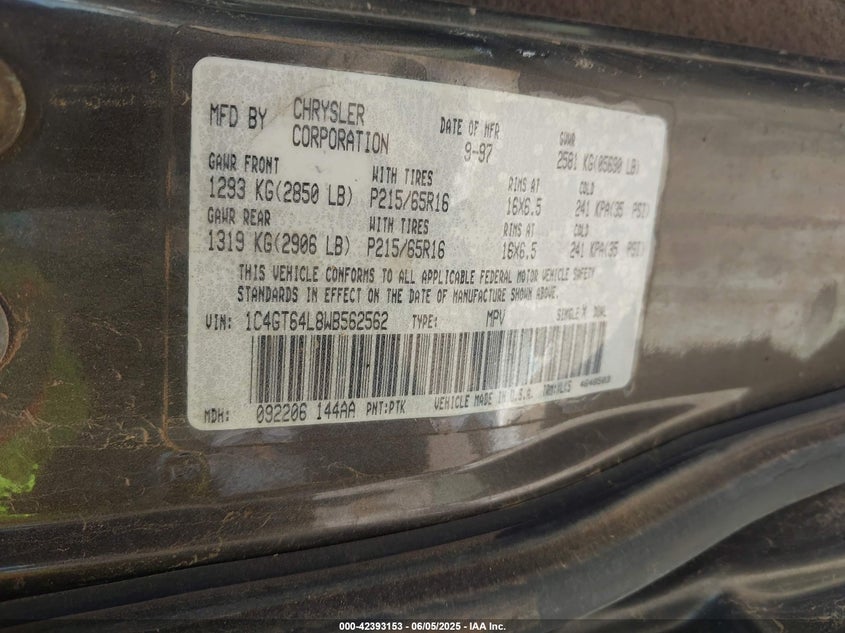 MFD BY CHRYSLER CORPORATION DATE OF MFR 9-97 GVWR 2581 KG(05690 LB)
GAWR FRONT WITH TIRES RIMS AT COLD
1293 KG(2850 LB) P215/65R16 16X6.5 241 KPA(35 PSI)
GAWR REAR WITH TIRES RIMS AT COLD
1319 KG(2906 LB) P215/65R16 16X6.5 241 KPA(35 PSI)
THIS VEHICLE CONFORMS TO ALL APPLICABLE FEDERAL MOTOR VEHICLE SAFETY
STANDARDS IN EFFECT ON THE DATE OF MANUFACTURE SHOWN ABOVE.
VIN: 1C4GT64L8WB562562 TYPE: MPV SINGLE X DUAL
MDH: 092206 144AA PNT:PTK VEHICLE MADE IN U.S.A.
000-42393153 - 06/05/2025 - IAA Inc.